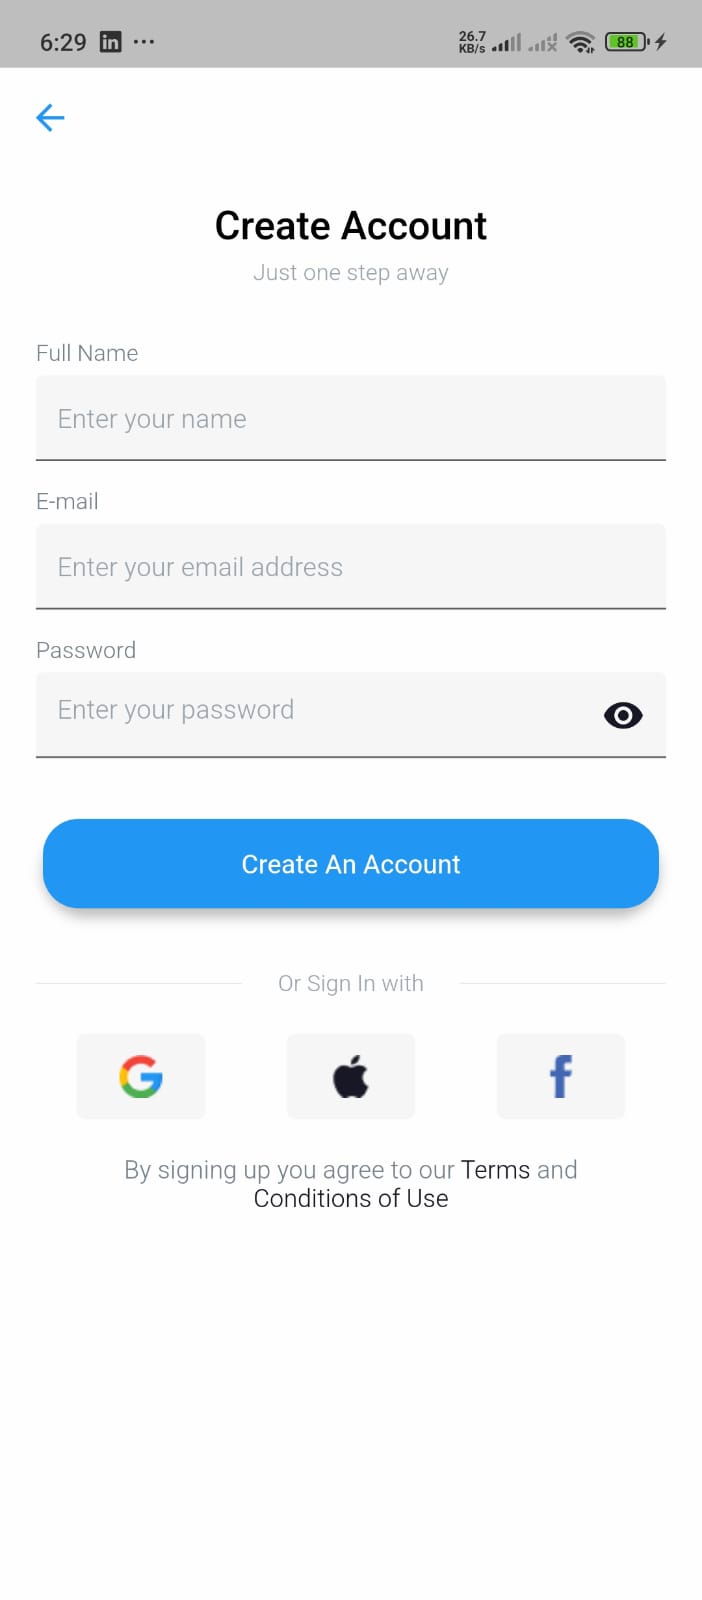 6:29 in ... 26.7 KB/s 88
Create Account
Just one step away
Full Name
Enter your name
E-mail
Enter your email address
Password
Enter your password
Create An Account
Or Sign In with
G f
By signing up you agree to our Terms and
Conditions of Use